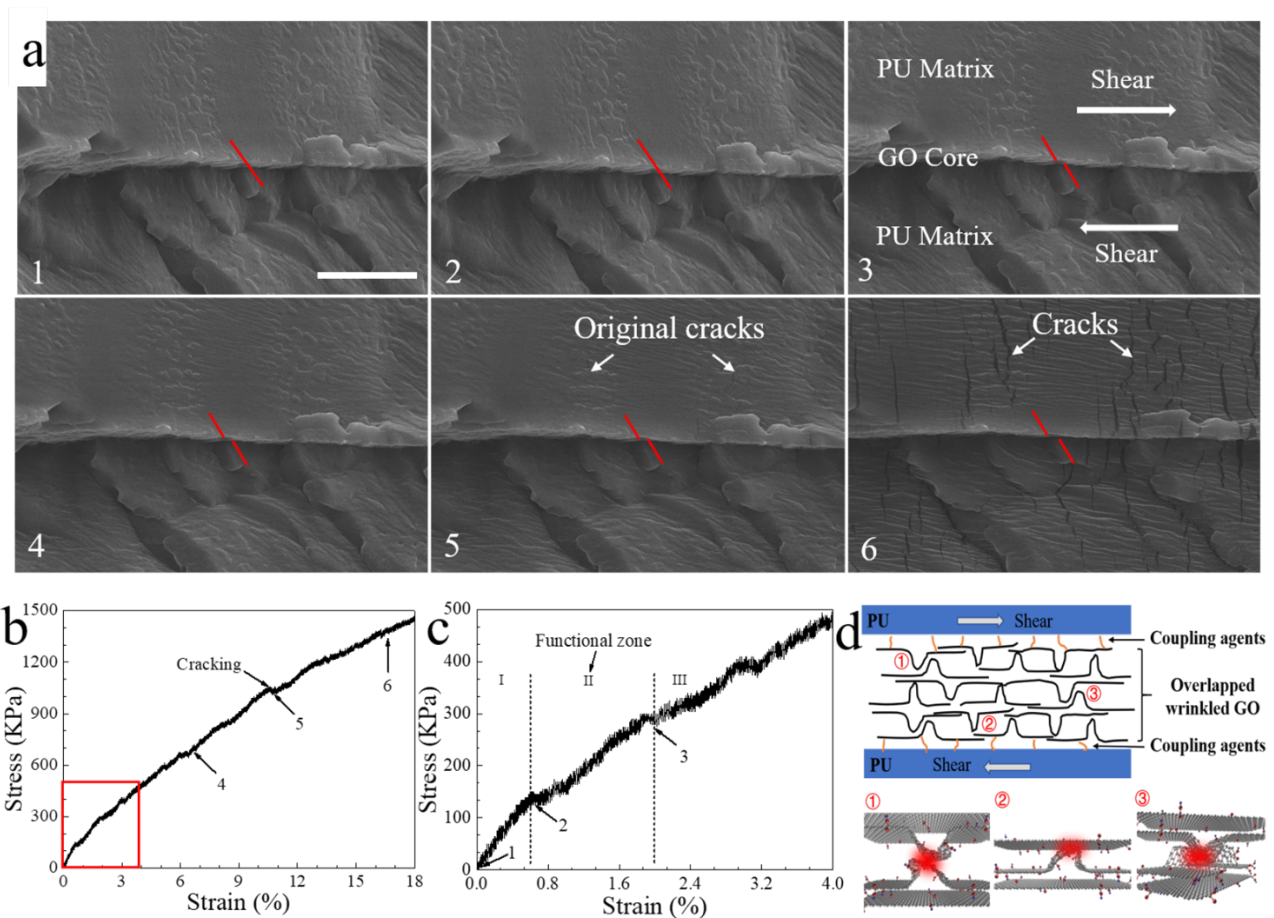 a
1
2
PU Matrix
Shear
GO Core
PU Matrix
Shear
3
4
Original cracks
5
Cracks
6
b
Stress (KPa)
1500
1200
900
600
300
0
Cracking
4
5
6
0 3 6 9 12 15 18
Strain (%)
c
Stress (KPa)
500
400
300
200
100
0
Functional zone
I II III
1
2
3
0.0 0.8 1.6 2.4 3.2 4.0
Strain (%)
d
PU Shear
Coupling agents
①
②
③
Overlapped
wrinkled GO
Coupling agents
PU Shear
① ② ③